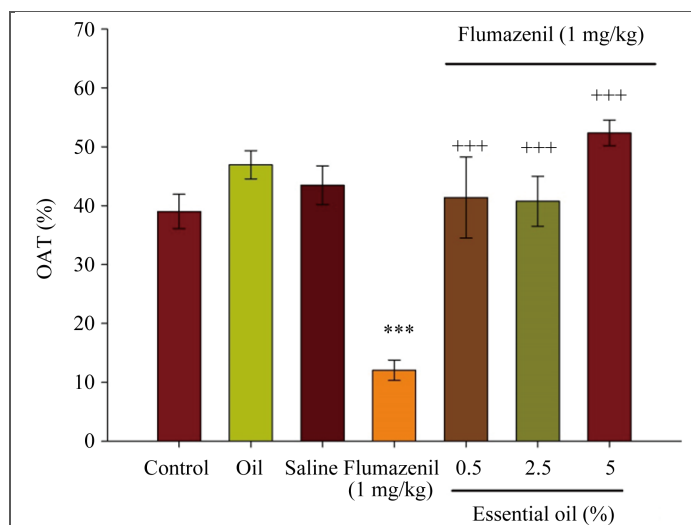 70
Flumazenil (1 mg/kg)
60
+++
50
+++
+++
40
OAT (%)
30
20
***
10
0
Control Oil Saline Flumazenil 0.5 2.5 5
(1 mg/kg)
Essential oil (%)